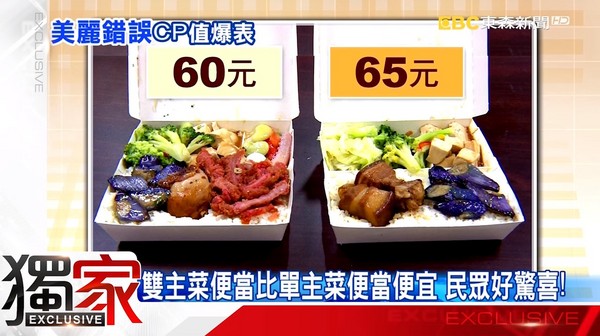 美麗錯誤CP值爆表
EBC東森新聞HD
60元
65元
獨家
EXCLUSIVE
雙主菜便當比單主菜便當便宜 民眾好驚喜!
EXCLUSIVE
EXCLUSIVE